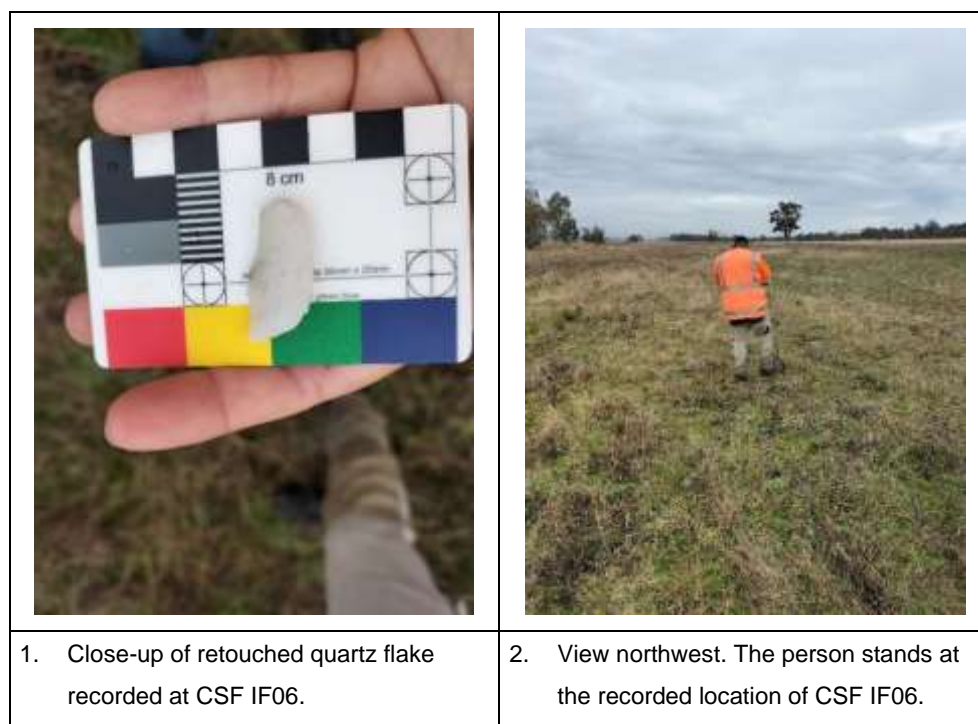 8 cm
1. Close-up of retouched quartz flake
recorded at CSF IF06.
2. View northwest. The person stands at
the recorded location of CSF IF06.